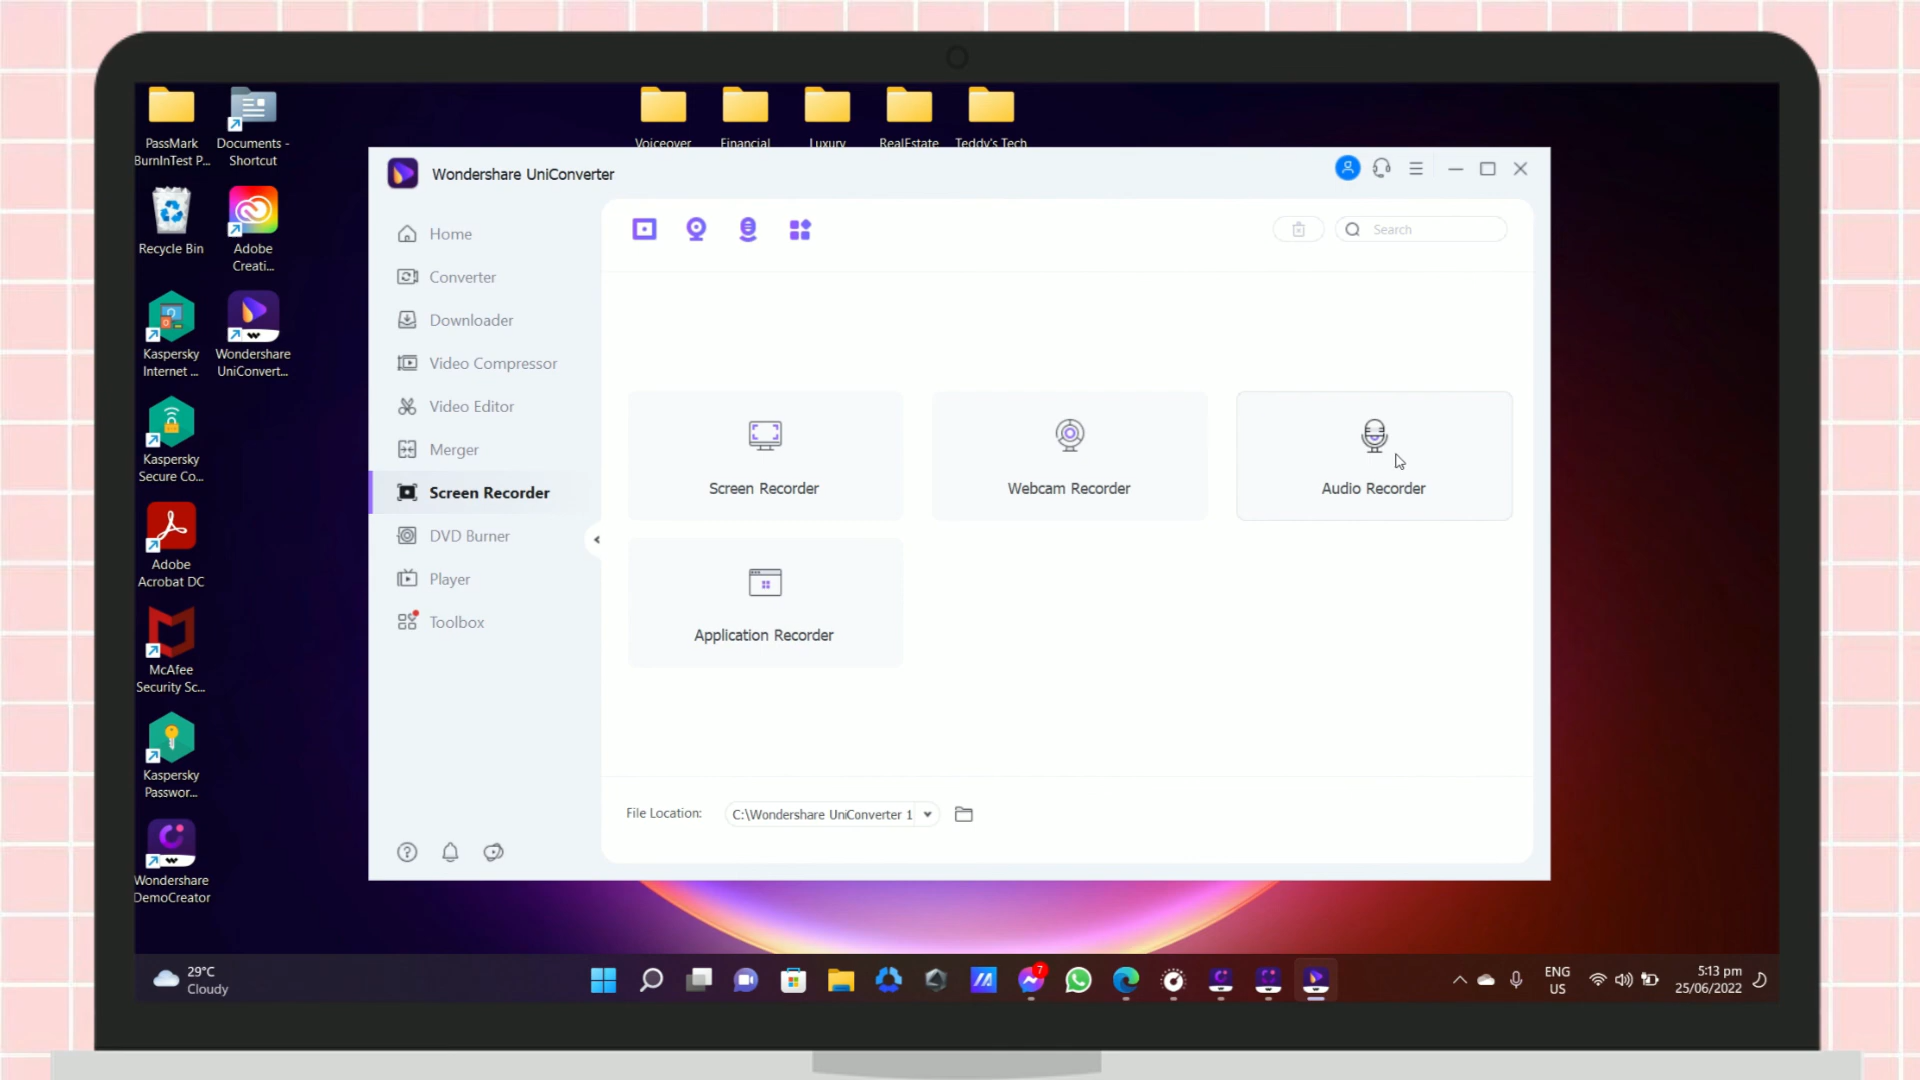 PassMark
BurnInTest P...
Documents -
Shortcut
Voiceover
Financial
Luxury
RealEstate
Teddy's Tech
Recycle Bin
Adobe
Creati...
Kaspersky
Internet ...
Wondershare
UniConvert...
Kaspersky
Secure Co...
Adobe
Acrobat DC
McAfee
Security Sc...
Kaspersky
Passwor...
Wondershare
DemoCreator
Wondershare UniConverter
Home
Converter
Downloader
Video Compressor
Video Editor
Merger
Screen Recorder
DVD Burner
Player
Toolbox
Search
Screen Recorder
Webcam Recorder
Audio Recorder
Application Recorder
File Location:
C:\Wondershare UniConverter 1
29°C
Cloudy
7
ENG
US
5:13 pm
25/06/2022